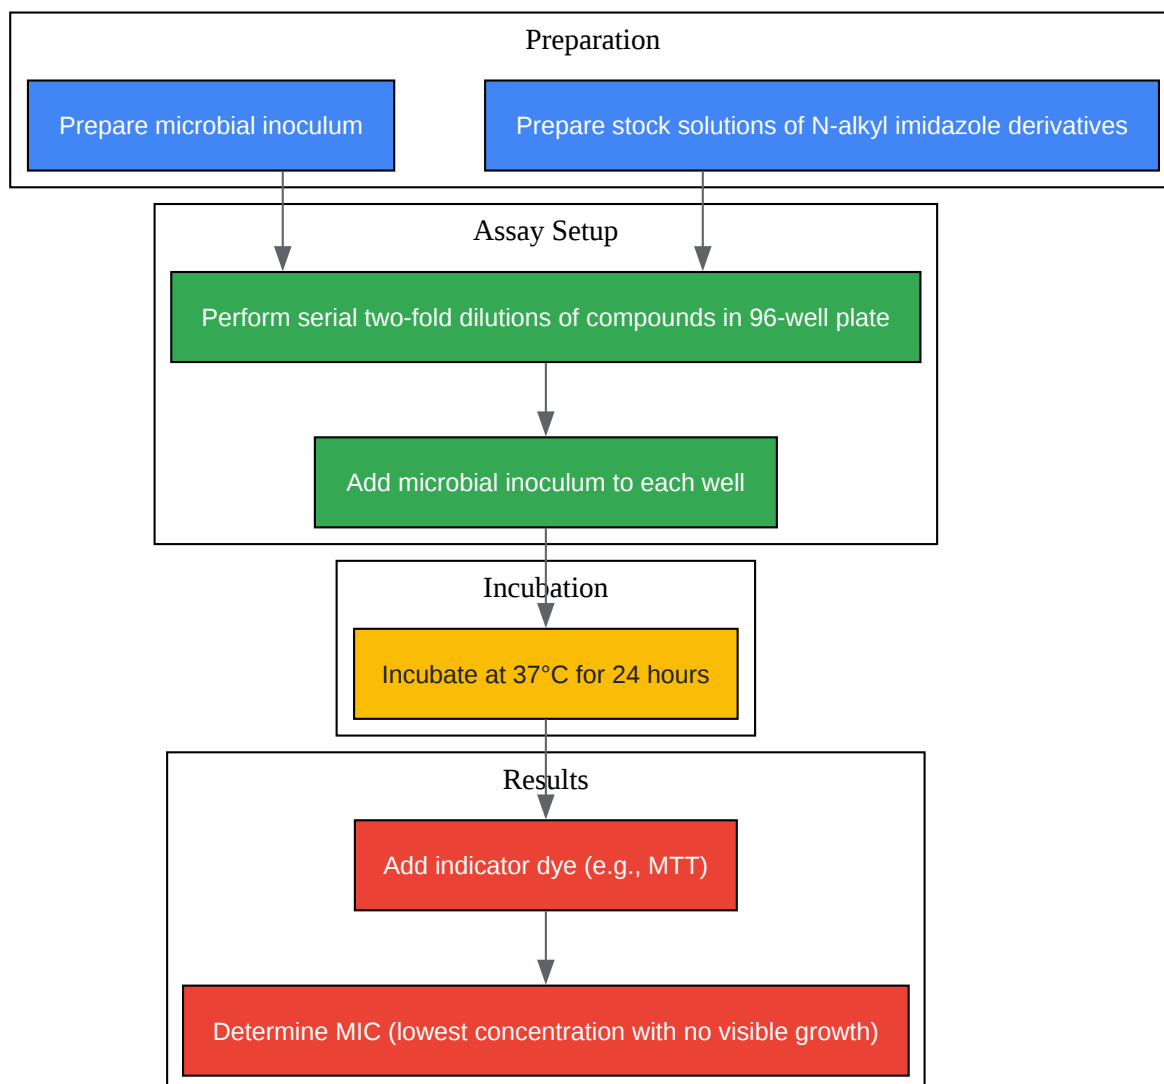 Preparation
Prepare microbial inoculum
Prepare stock solutions of N-alkyl imidazole derivatives
Assay Setup
Perform serial two-fold dilutions of compounds in 96-well plate
Add microbial inoculum to each well
Incubation
Incubate at 37°C for 24 hours
Results
Add indicator dye (e.g., MTT)
Determine MIC (lowest concentration with no visible growth)